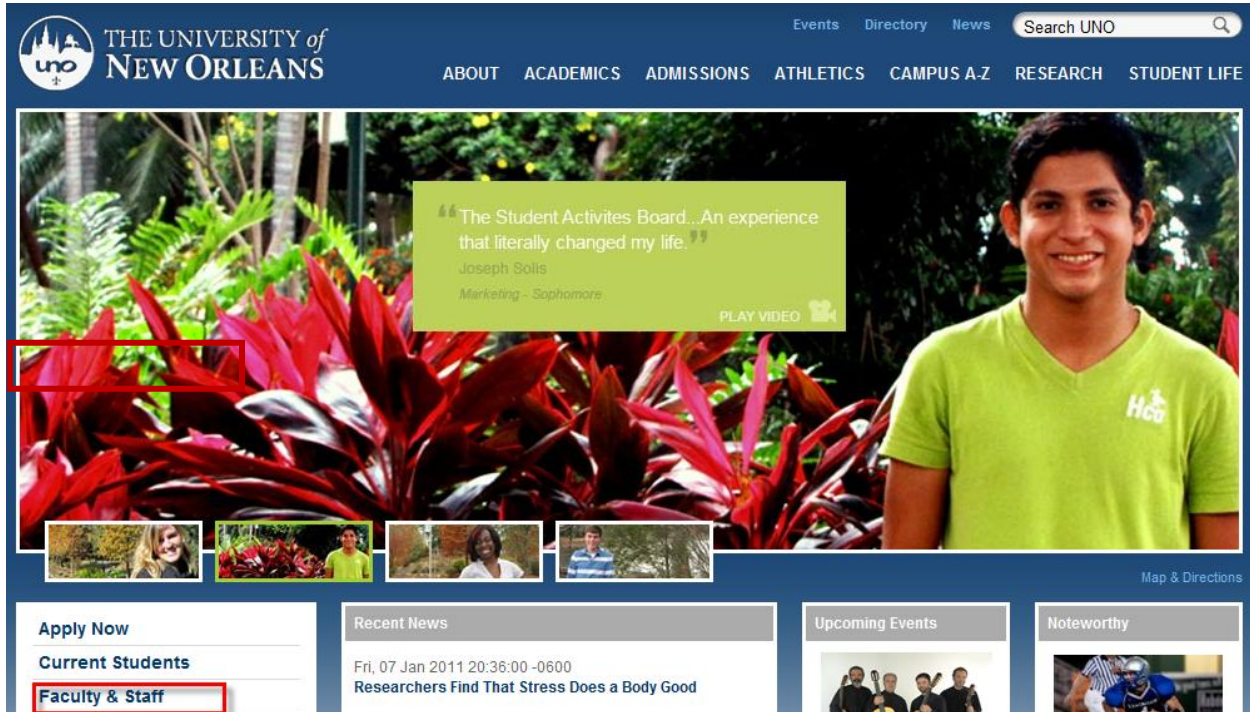 Events Directory News Search UNO
uno
THE UNIVERSITY of
NEW ORLEANS
ABOUT ACADEMICS ADMISSIONS ATHLETICS CAMPUS A-Z RESEARCH STUDENT LIFE
“The Student Activites Board...An experience
that literally changed my life.”
Joseph Solis
Marketing - Sophomore
PLAY VIDEO
Hco
Map & Directions
Apply Now
Current Students
Faculty & Staff
Recent News
Fri, 07 Jan 2011 20:36:00 -0600
Researchers Find That Stress Does a Body Good
Upcoming Events
Noteworthy